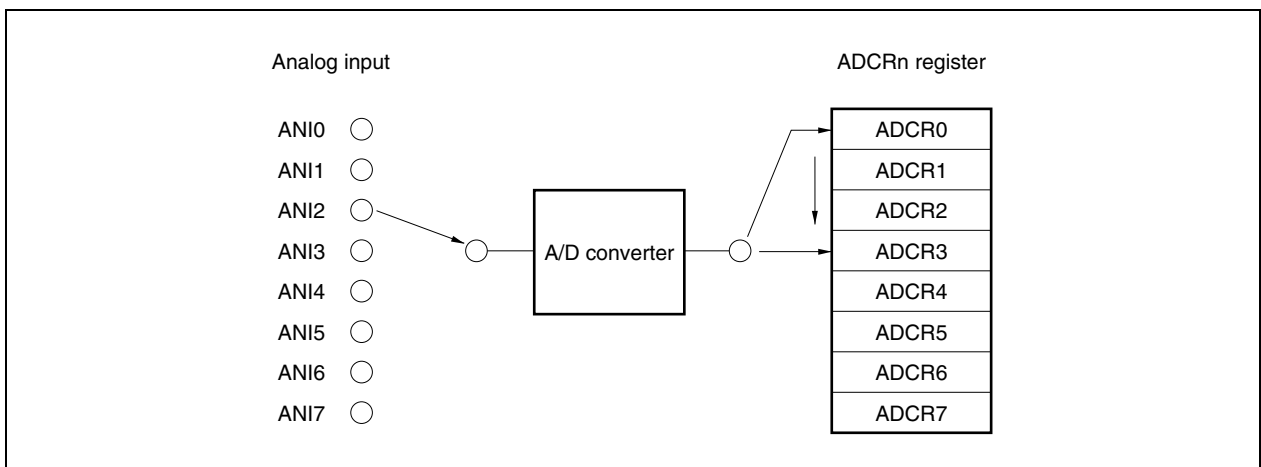 Analog input
ADCRn register
ANI0
ANI1
ANI2
ANI3
ANI4
ANI5
ANI6
ANI7
A/D converter
ADCR0
ADCR1
ADCR2
ADCR3
ADCR4
ADCR5
ADCR6
ADCR7